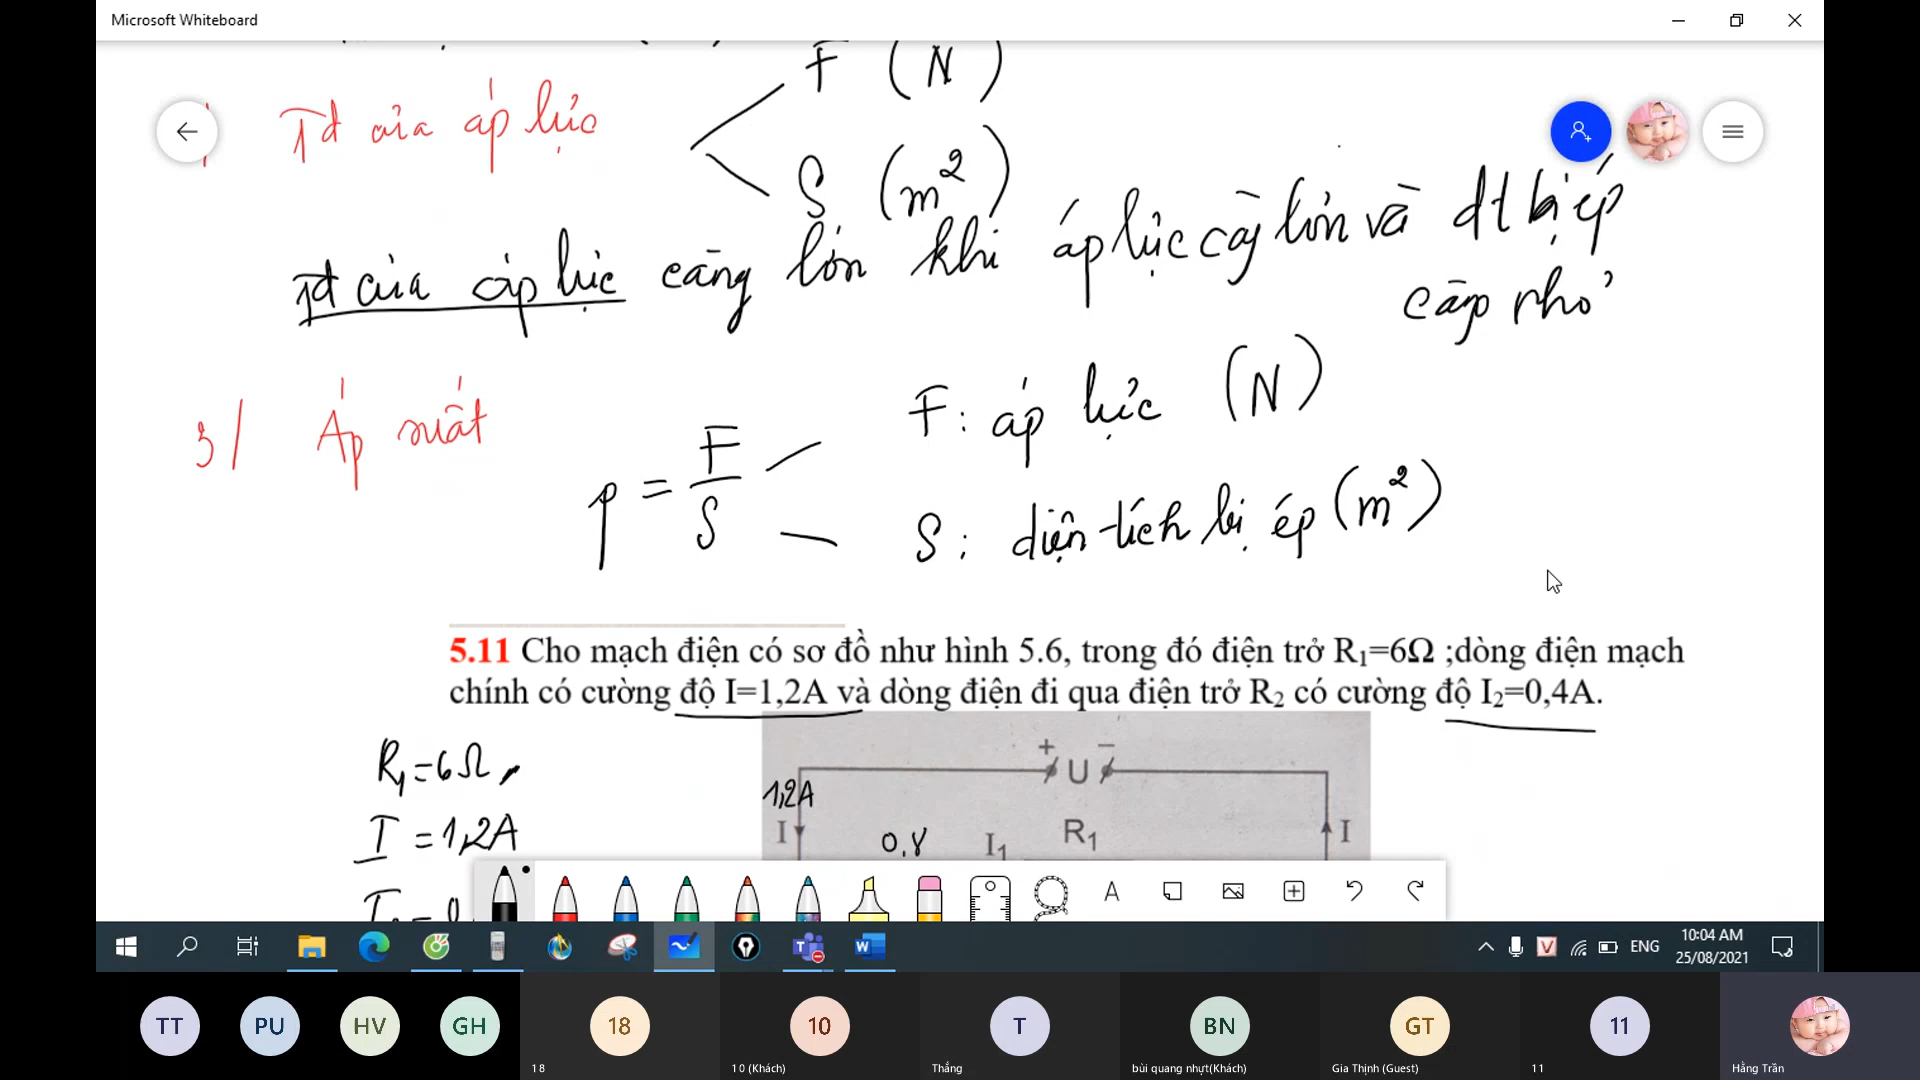 Microsoft Whiteboard
F (N)
Tđ của áp lực
S (m²)
Tđ của áp lực càng lớn khi áp lực càg lớn và dt bị ép
càng nhỏ
3/ Áp suất
F: áp lực (N)
p = F/S
S: diện tích bị ép (m²)
5.11 Cho mạch điện có sơ đồ như hình 5.6, trong đó điện trở R₁=6Ω ;dòng điện mạch
chính có cường độ I=1,2A và dòng điện đi qua điện trở R₂ có cường độ I₂=0,4A.
R₁=6Ω
+ U −
1,2A
I = 1,2A
I
0,8
I₁
R₁
I
A
ENG
10:04 AM
25/08/2021
TT
PU
HV
GH
18
10
T
BN
GT
11
18
10 (Khách)
Thắng
bùi quang nhựt(Khách)
Gia Thịnh (Guest)
11
Hằng Trần